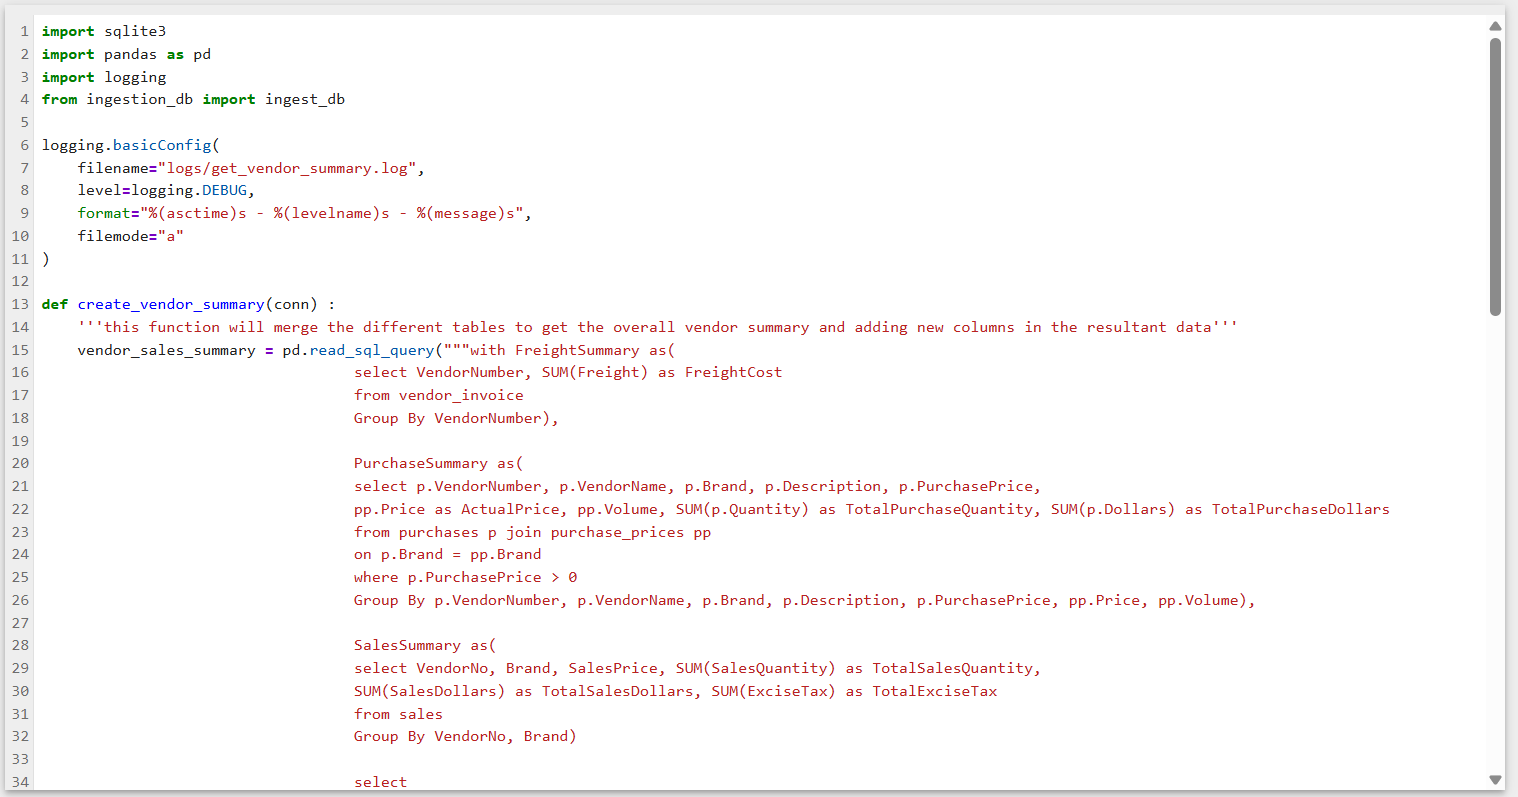 1 import sqlite3
2 import pandas as pd
3 import logging
4 from ingestion_db import ingest_db
5
6 logging.basicConfig(
7     filename="logs/get_vendor_summary.log",
8     level=logging.DEBUG,
9     format="%(asctime)s - %(levelname)s - %(message)s",
10     filemode="a"
11 )
12
13 def create_vendor_summary(conn) :
14     '''this function will merge the different tables to get the overall vendor summary and adding new columns in the resultant data'''
15     vendor_sales_summary = pd.read_sql_query("""with FreightSummary as(
16                                    select VendorNumber, SUM(Freight) as FreightCost
17                                    from vendor_invoice
18                                    Group By VendorNumber),
19
20                                    PurchaseSummary as(
21                                    select p.VendorNumber, p.VendorName, p.Brand, p.Description, p.PurchasePrice,
22                                    pp.Price as ActualPrice, pp.Volume, SUM(p.Quantity) as TotalPurchaseQuantity, SUM(p.Dollars) as TotalPurchaseDollars
23                                    from purchases p join purchase_prices pp
24                                    on p.Brand = pp.Brand
25                                    where p.PurchasePrice > 0
26                                    Group By p.VendorNumber, p.VendorName, p.Brand, p.Description, p.PurchasePrice, pp.Price, pp.Volume),
27
28                                    SalesSummary as(
29                                    select VendorNo, Brand, SalesPrice, SUM(SalesQuantity) as TotalSalesQuantity,
30                                    SUM(SalesDollars) as TotalSalesDollars, SUM(ExciseTax) as TotalExciseTax
31                                    from sales
32                                    Group By VendorNo, Brand)
33
34                                    select